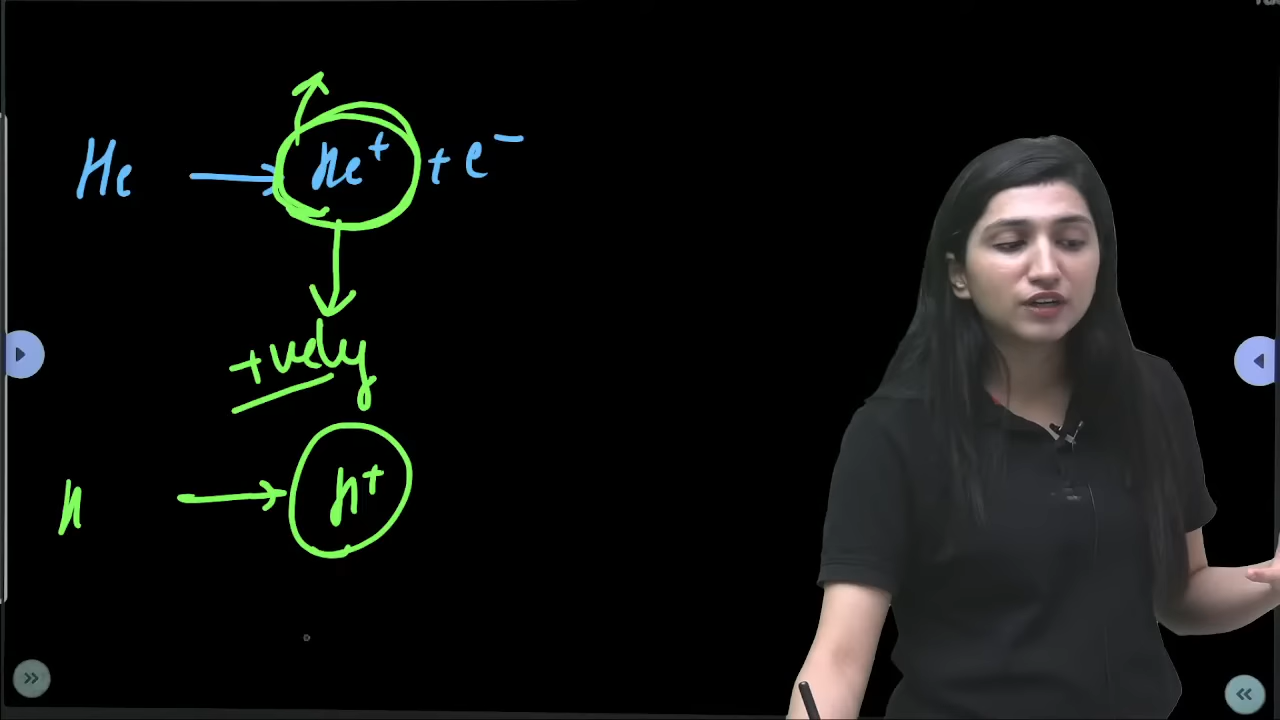 He → He⁺ + e⁻
+vely
H → H⁺